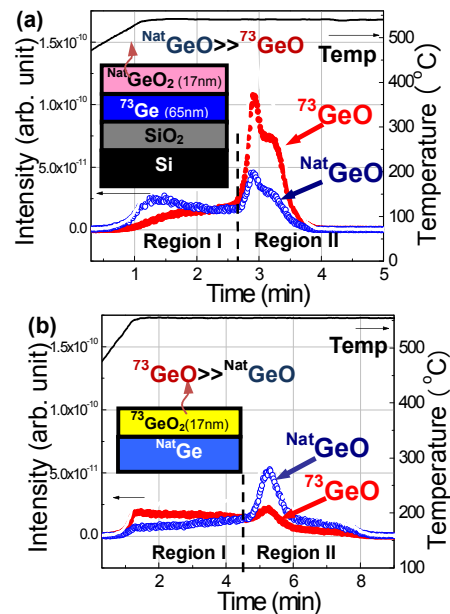 (a)
NatGeO>> 73GeO
Temp
NatGeO2 (17nm)
73Ge (65nm)
SiO2
Si
73GeO
NatGeO
Region I
Region II
1.5x10-10
1.0x10-10
5.0x10-11
0.0
Intensity (arb. unit)
500
400
300
200
100
0
Temperature (°C)
1 2 3 4 5
Time (min)
(b)
Temp
73GeO>>NatGeO
73GeO2(17nm)
NatGe
NatGeO
73GeO
Region I
Region II
1.5x10-10
1.0x10-10
5.0x10-11
0.0
Intensity (arb. unit)
500
400
300
200
100
Temperature (°C)
2 4 6 8
Time (min)